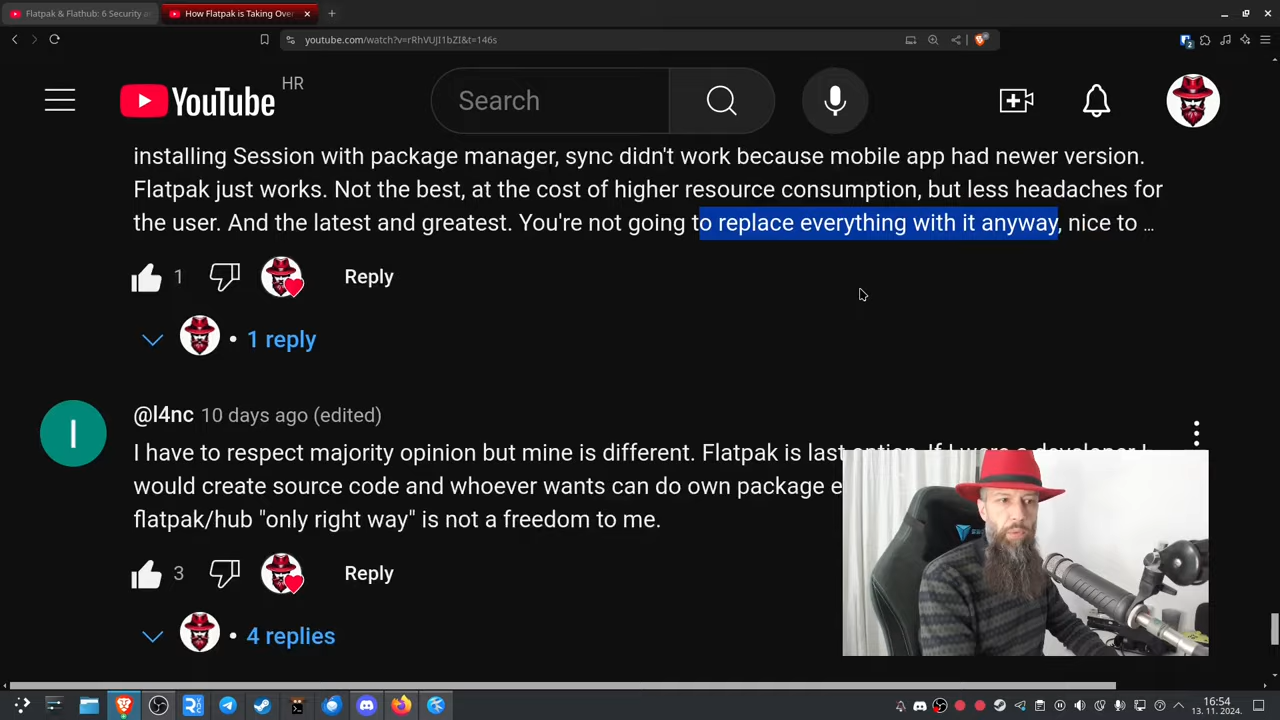 Flatpak & Flathub: 6 Security a
How Flatpak is Taking Over
youtube.com/watch?v=rRhVUJI1bZI&t=146s
YouTube HR
Search
installing Session with package manager, sync didn't work because mobile app had newer version.
Flatpak just works. Not the best, at the cost of higher resource consumption, but less headaches for
the user. And the latest and greatest. You're not going to replace everything with it anyway, nice to ...
1
Reply
1 reply
I
@l4nc 10 days ago (edited)
I have to respect majority opinion but mine is different. Flatpak is last option. If I were a developer I
would create source code and whoever wants can do own package
flatpak/hub "only right way" is not a freedom to me.
3
Reply
4 replies
16:54
13. 11. 2024.